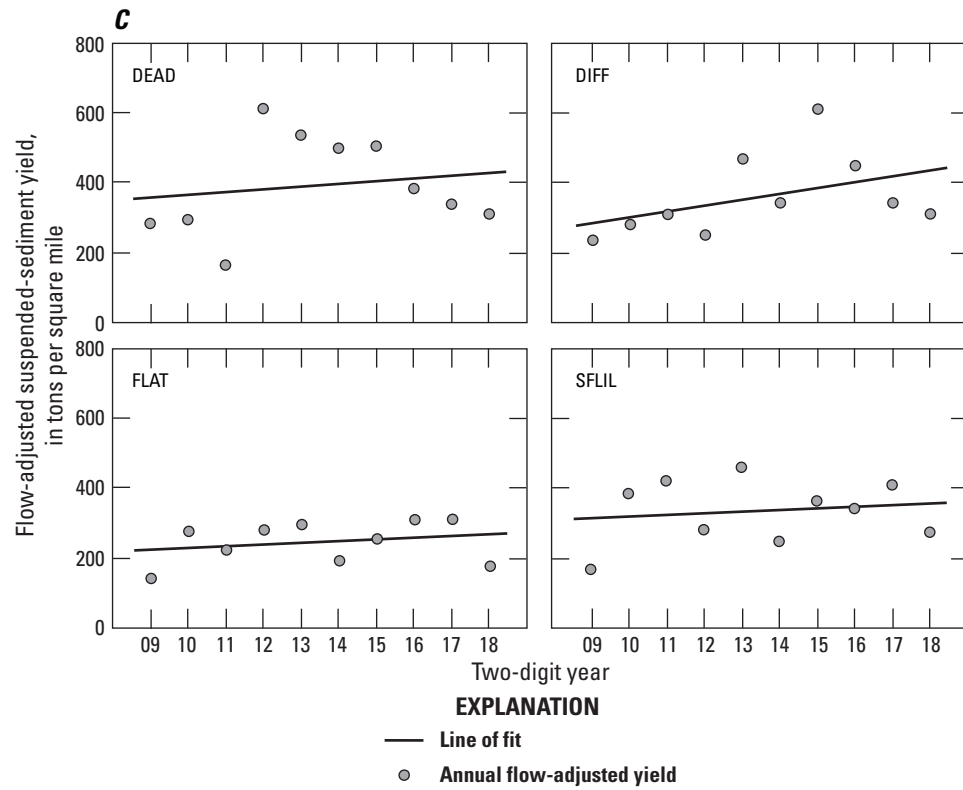 C
Flow-adjusted suspended-sediment yield,
in tons per square mile
800
600
400
200
0
DEAD
DIFF
800
600
400
200
0
FLAT
SFLIL
09 10 11 12 13 14 15 16 17 18
09 10 11 12 13 14 15 16 17 18
Two-digit year
EXPLANATION
Line of fit
Annual flow-adjusted yield